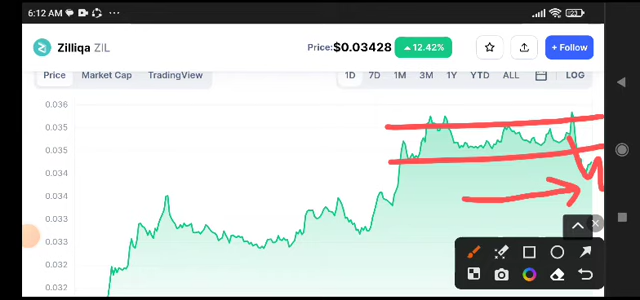 6:12 AM
21
Zilliqa ZIL
Price: $0.03428
12.42%
+ Follow
Price
Market Cap
TradingView
1D
7D
1M
3M
1Y
YTD
ALL
LOG
0.036
0.035
0.035
0.034
0.034
0.033
0.033
0.032
0.032